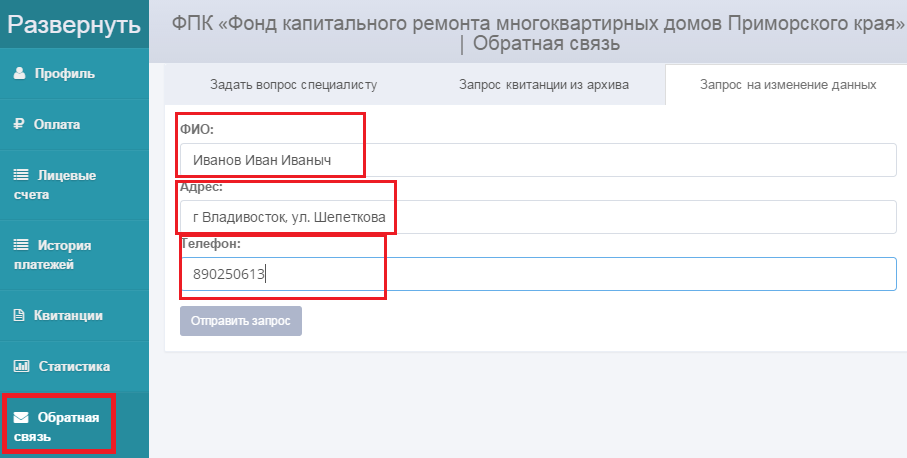 Развернуть
ФПК «Фонд капитального ремонта многоквартирных домов Приморского края»
| Обратная связь
Профиль
Оплата
Лицевые
счета
История
платежей
Квитанции
Статистика
Обратная
связь
Задать вопрос специалисту
Запрос квитанции из архива
Запрос на изменение данных
ФИО:
Иванов Иван Иваныч
Адрес:
г Владивосток, ул. Шепеткова
Телефон:
890250613
Отправить запрос